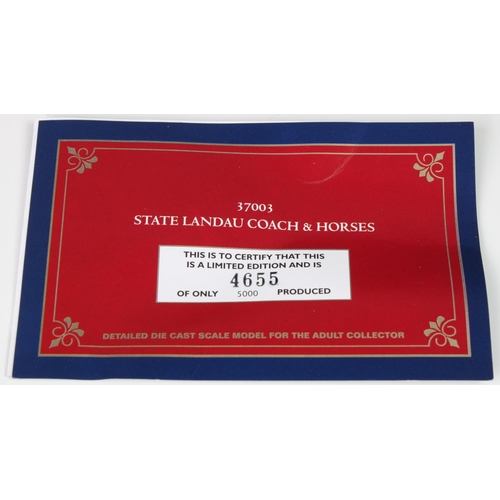 37003
STATE LANDAU COACH & HORSES
THIS IS TO CERTIFY THAT THIS
IS A LIMITED EDITION AND IS
4655
OF ONLY 5000 PRODUCED
DETAILED DIE CAST SCALE MODEL FOR THE ADULT COLLECTOR